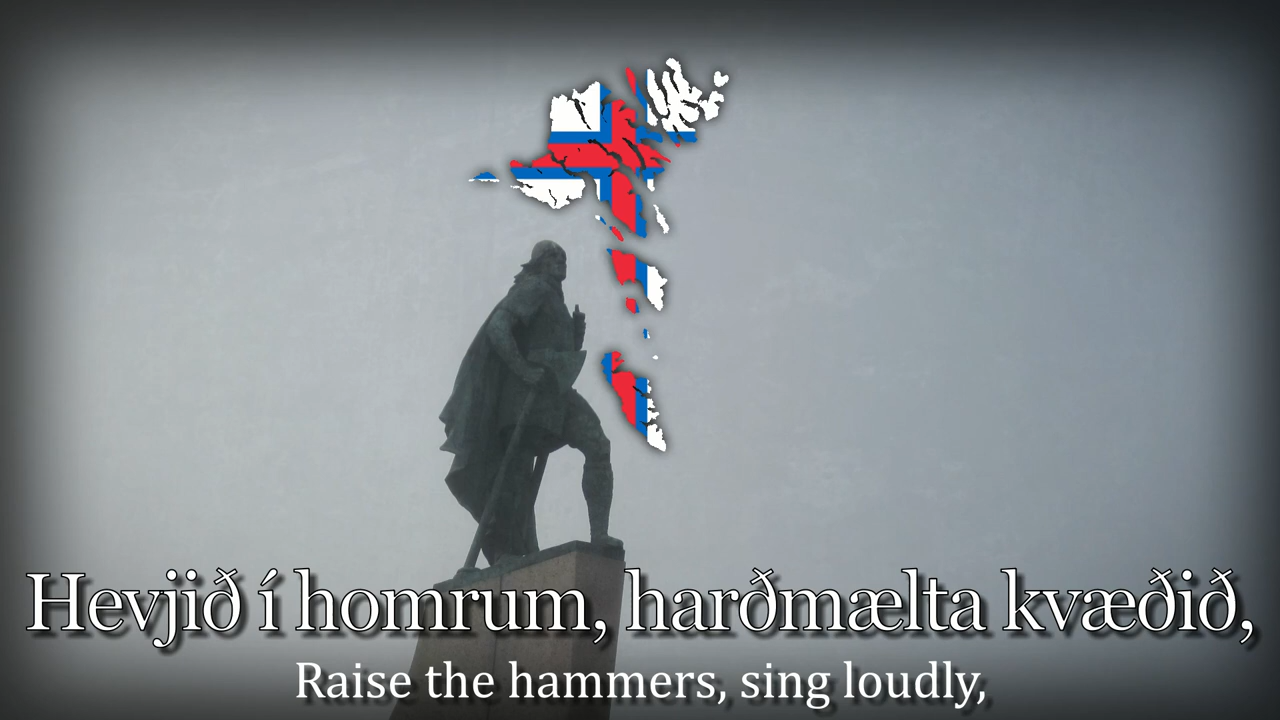 Hevjið í homrum, harðmælta kvæðið,
Raise the hammers, sing loudly,